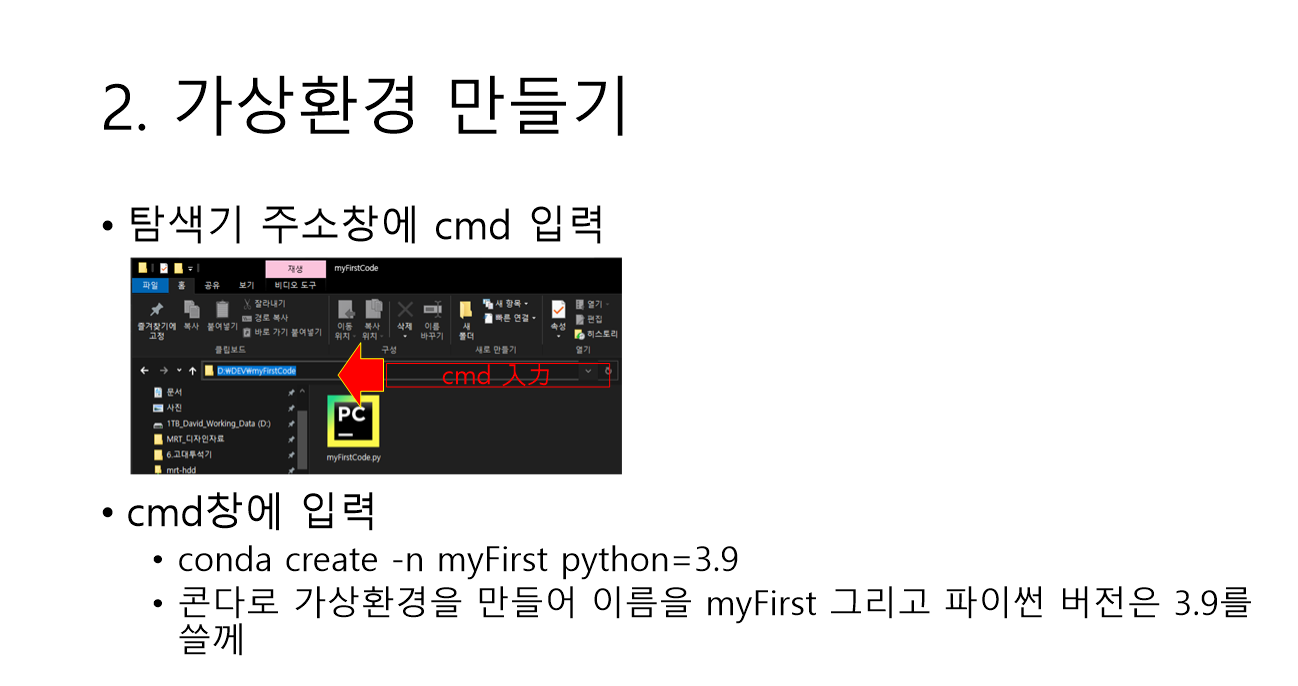 2. 가상환경 만들기
• 탐색기 주소창에 cmd 입력
재생 myFirstCode
파일 홈 공유 보기 비디오 도구
즐겨찾기에 고정 복사 붙여넣기 잘라내기 경로 복사 바로 가기 붙여넣기 이동 위치 복사 위치 삭제 이름 바꾸기 새 폴더 새 항목 빠른 연결 속성 열기 편집 히스토리
클립보드 구성 새로 만들기 열기
D:₩DEV₩myFirstCode
cmd 入力
문서
사진
1TB_David_Working_Data (D:)
MRT_디자인자료
6.고대투석기
mrt-hdd
PC
myFirstCode.py
• cmd창에 입력
• conda create -n myFirst python=3.9
• 콘다로 가상환경을 만들어 이름을 myFirst 그리고 파이썬 버전은 3.9를
쓸께